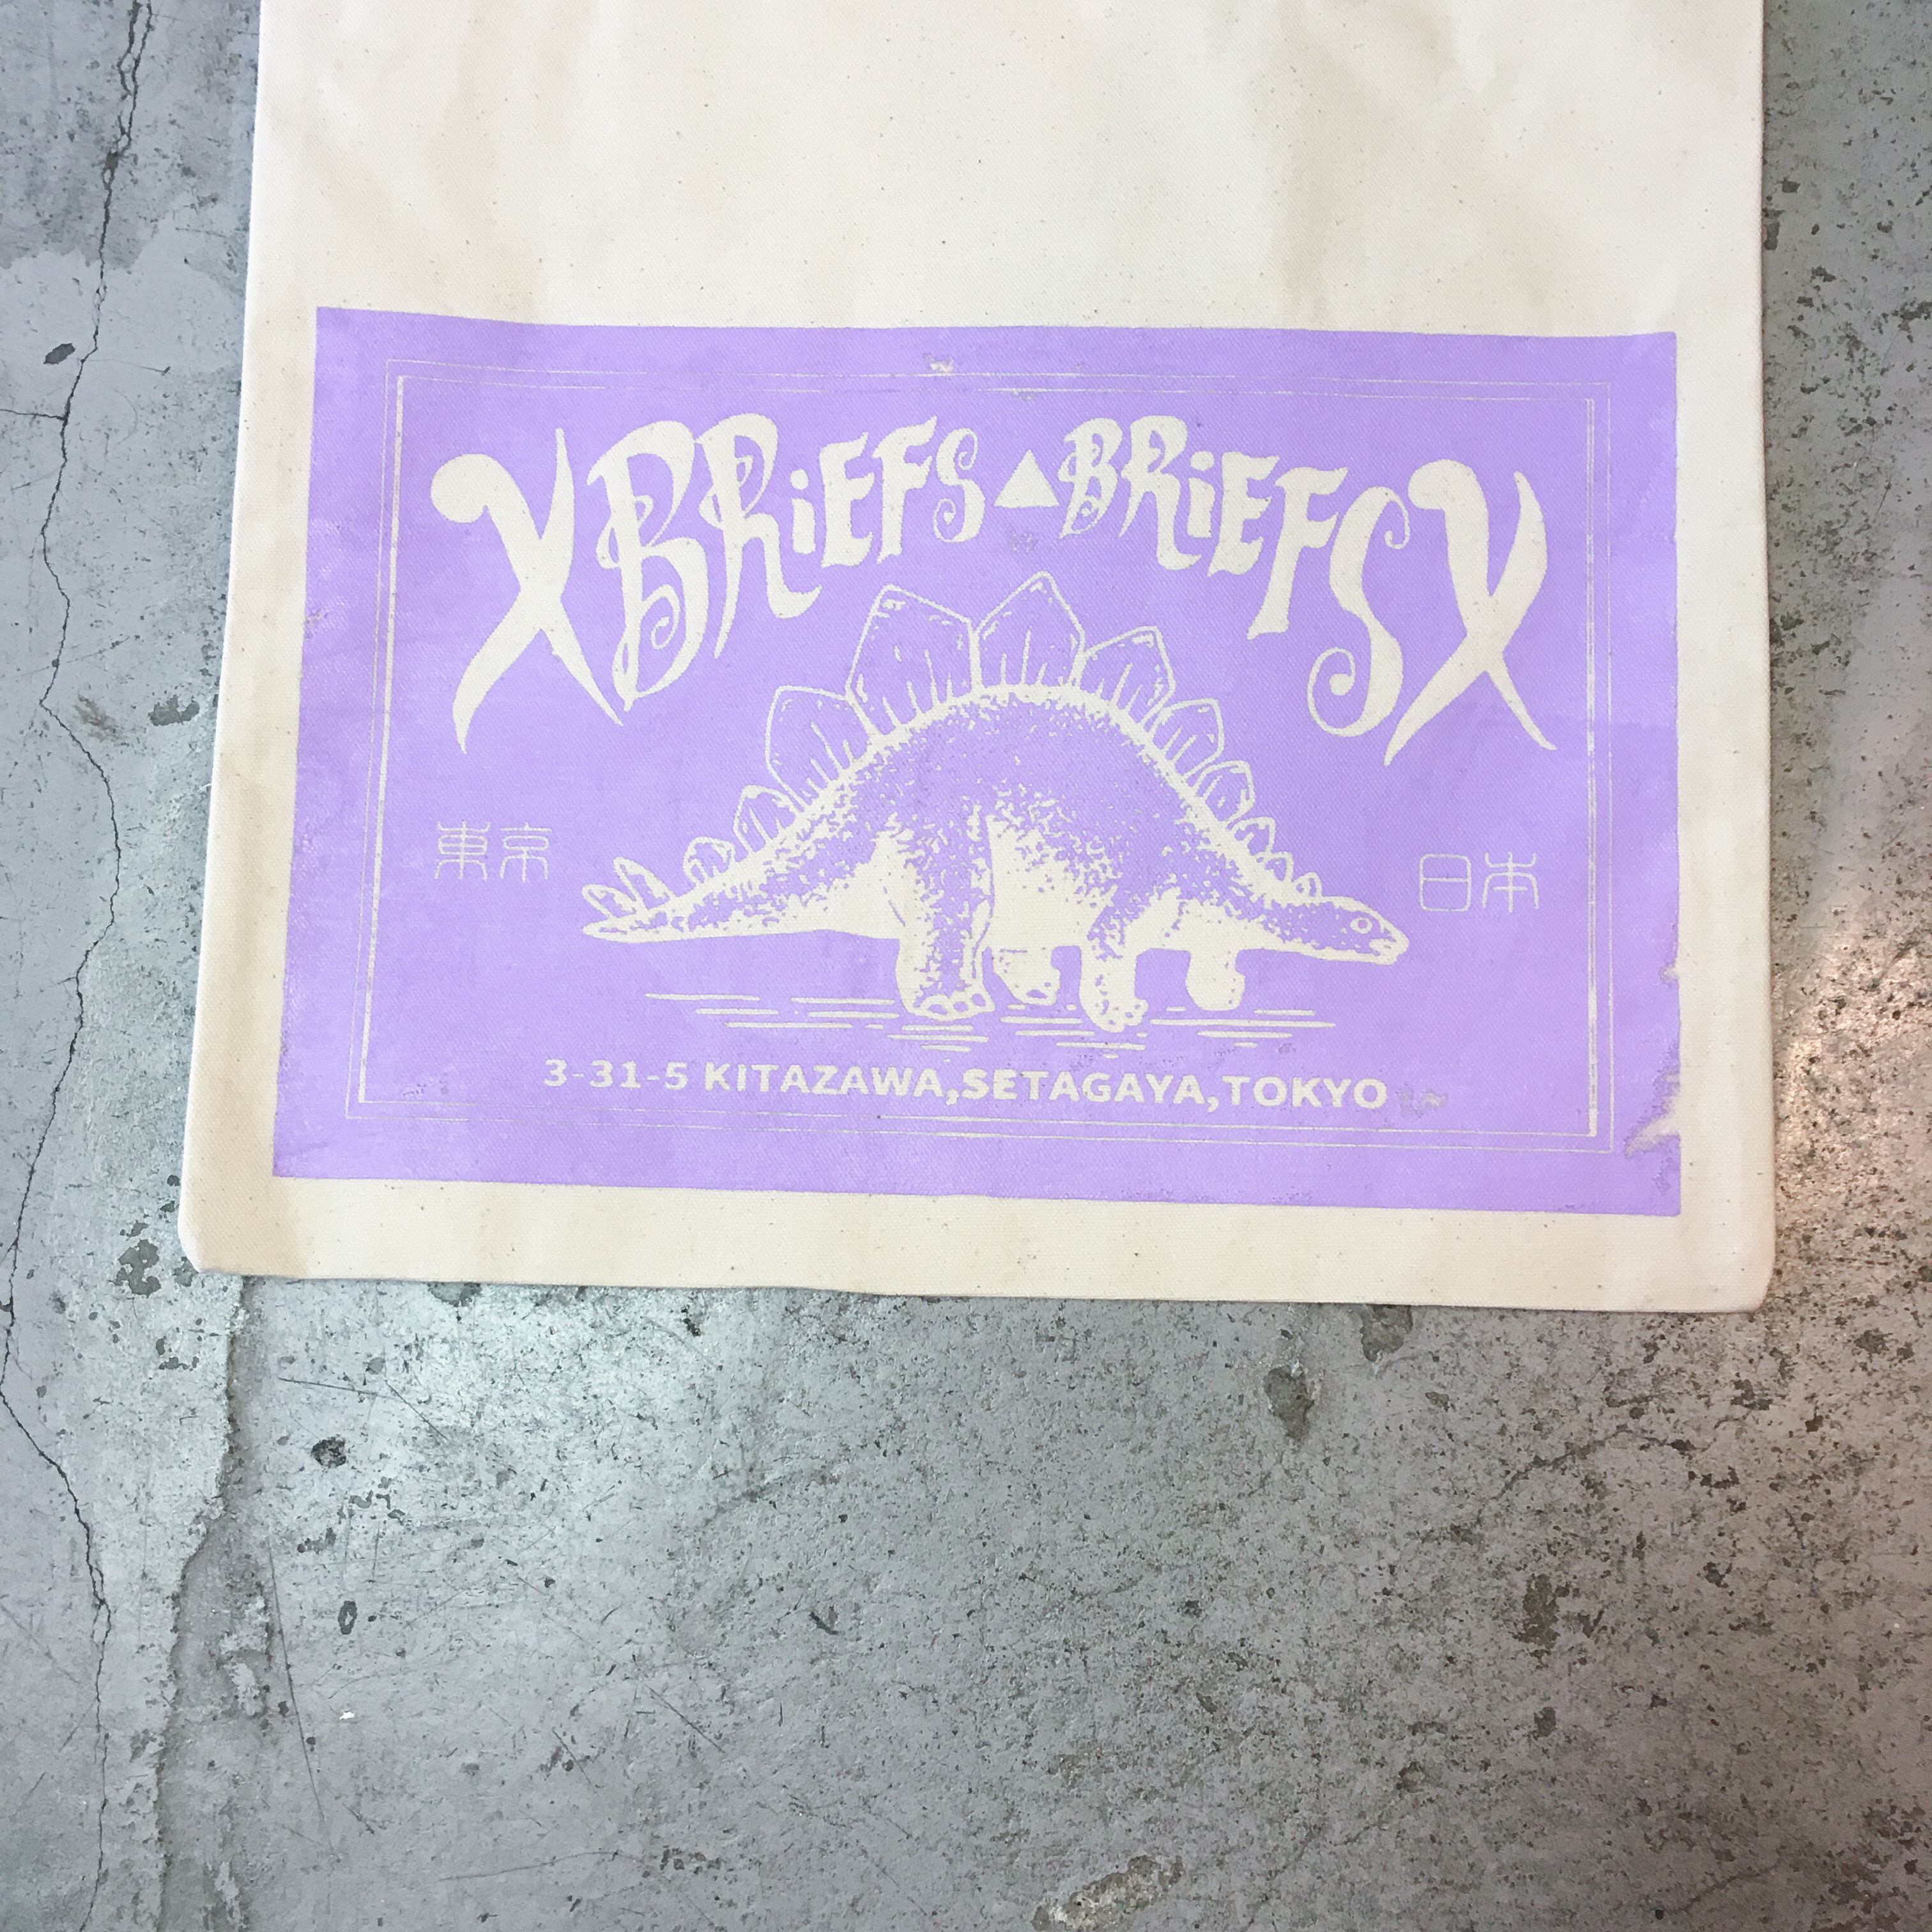 XBRiEFS▲BRiEFSX
東京
日本
3-31-5 KITAZAWA,SETAGAYA,TOKYO